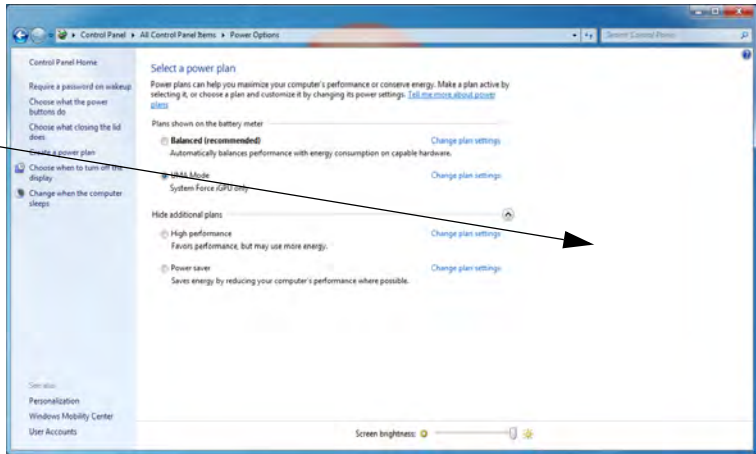 Control Panel ▸ All Control Panel Items ▸ Power Options
Search Control Panel
Control Panel Home
Require a password on wakeup
Choose what the power
buttons do
Choose what closing the lid
does
Create a power plan
Choose when to turn off the
display
Change when the computer
sleeps
See also
Personalization
Windows Mobility Center
User Accounts
Select a power plan
Power plans can help you maximize your computer's performance or conserve energy. Make a plan active by
selecting it, or choose a plan and customize it by changing its power settings. Tell me more about power
plans
Plans shown on the battery meter
Balanced (recommended) Change plan settings
Automatically balances performance with energy consumption on capable hardware.
UMA Mode Change plan settings
System Force iGPU only
Hide additional plans
High performance Change plan settings
Favors performance, but may use more energy.
Power saver Change plan settings
Saves energy by reducing your computer's performance where possible.
Screen brightness: